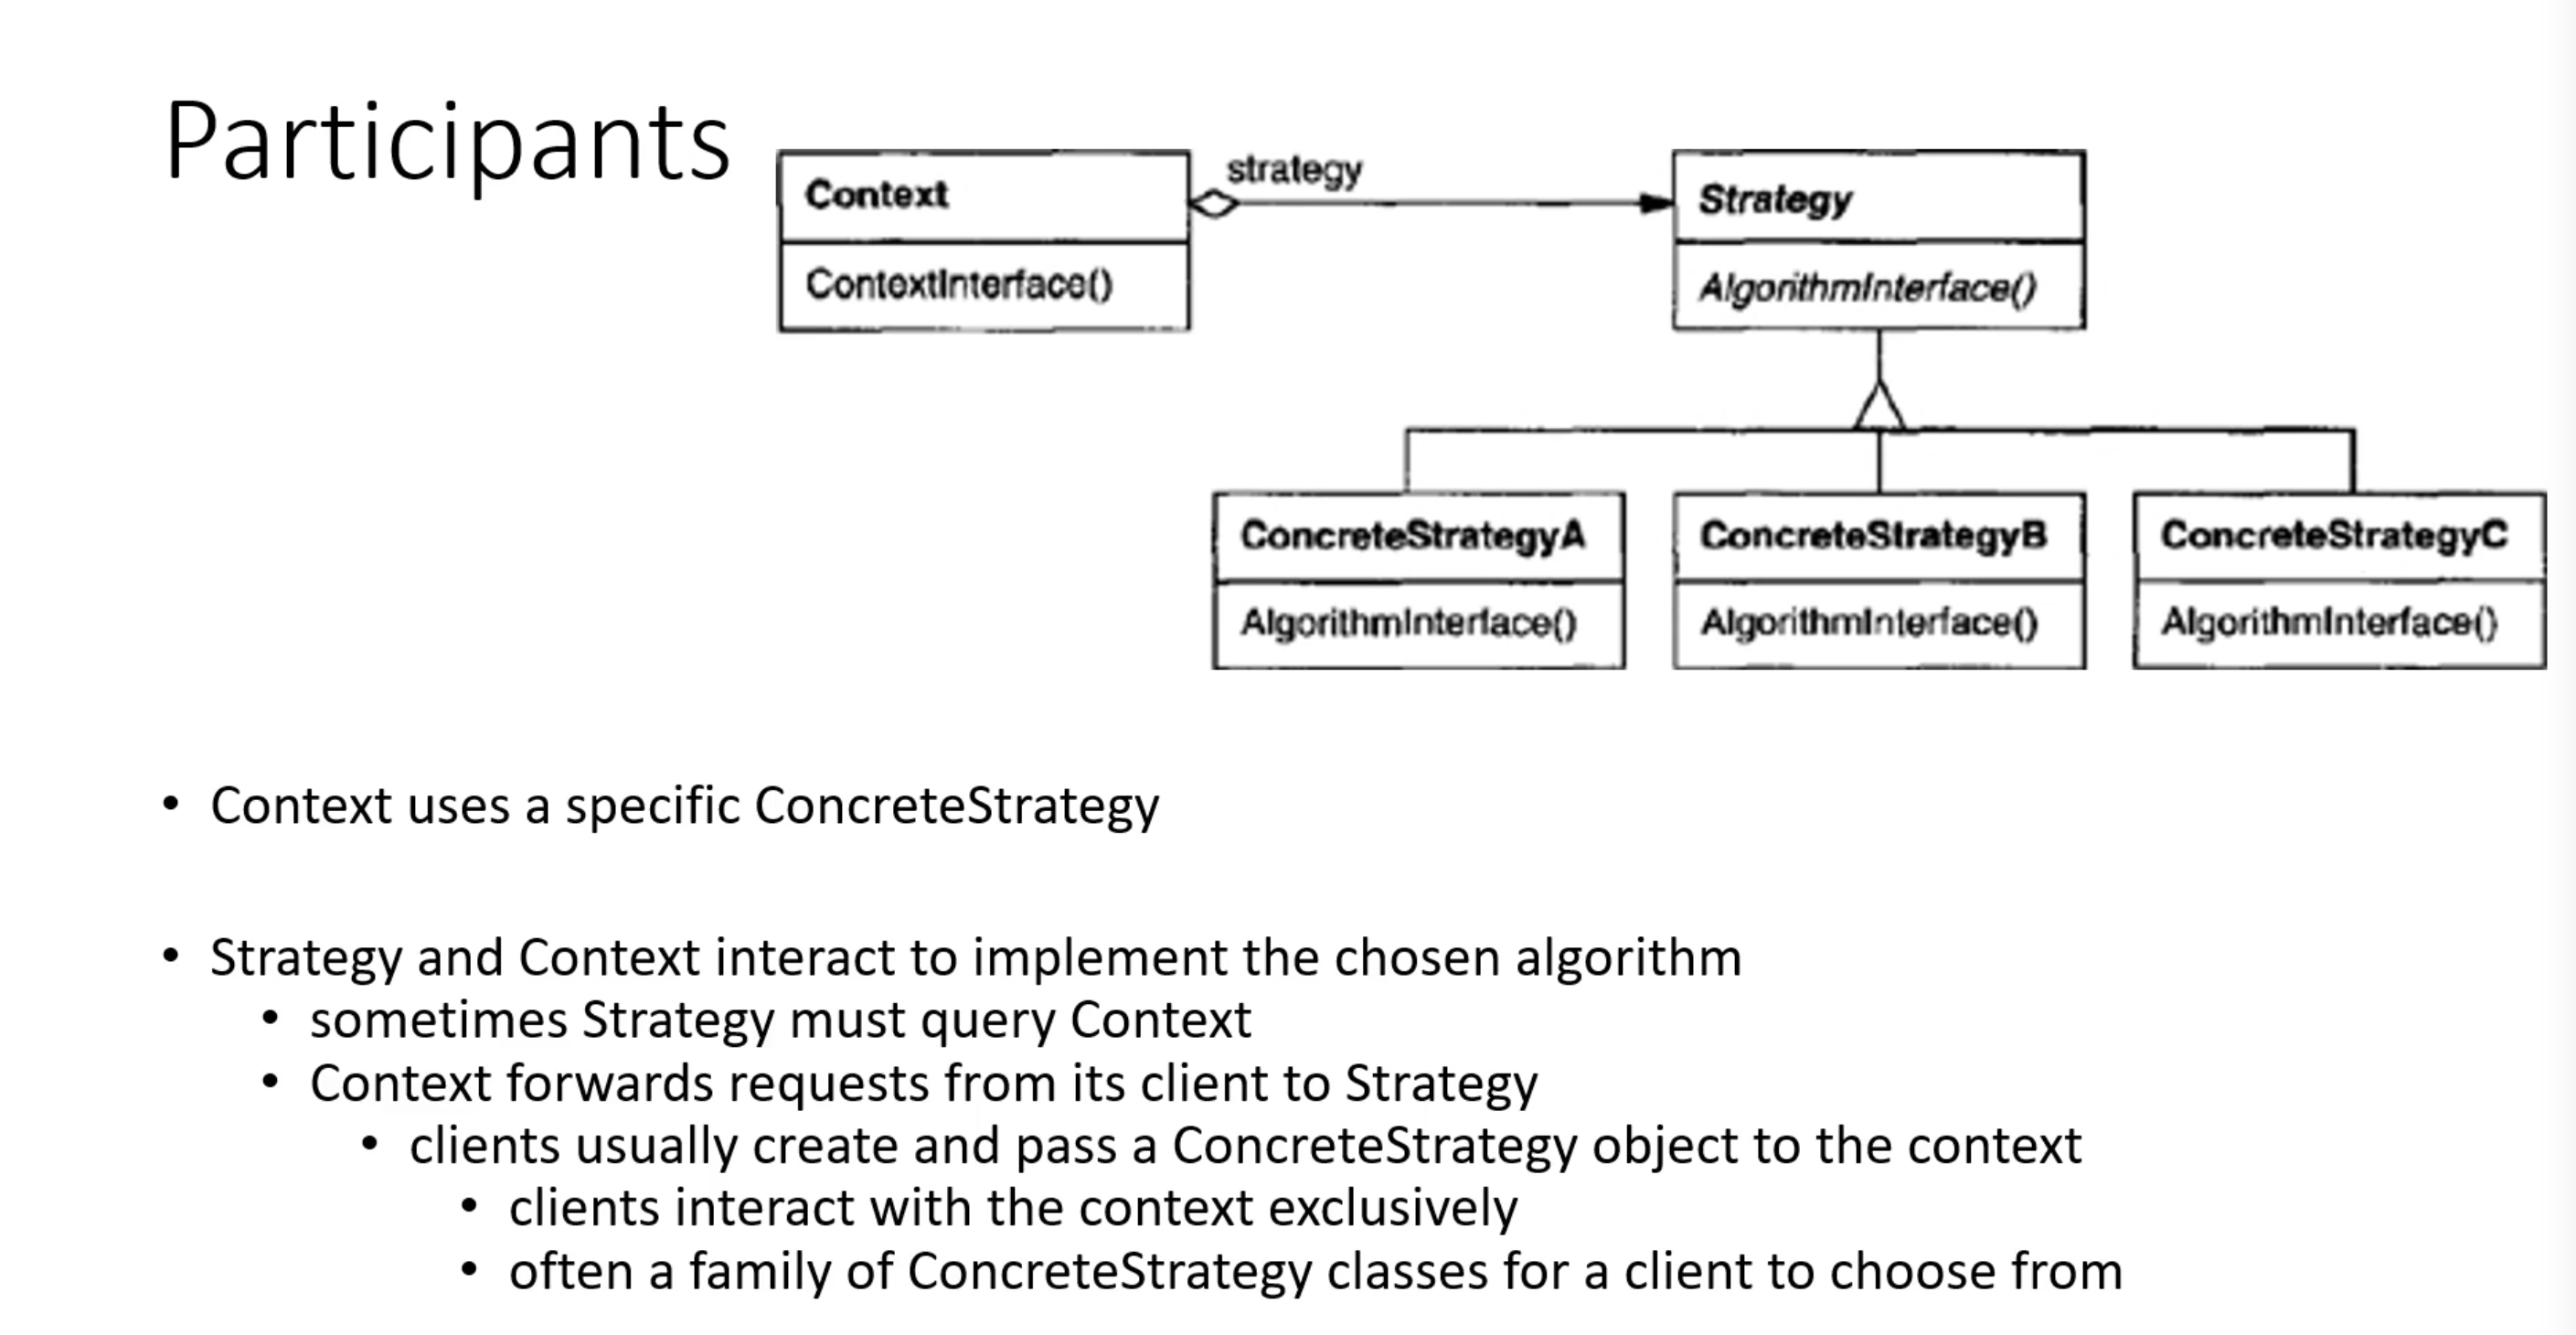 Participants
Context
ContextInterface()
strategy
Strategy
AlgorithmInterface()
ConcreteStrategyA
AlgorithmInterface()
ConcreteStrategyB
AlgorithmInterface()
ConcreteStrategyC
AlgorithmInterface()
• Context uses a specific ConcreteStrategy
• Strategy and Context interact to implement the chosen algorithm
• sometimes Strategy must query Context
• Context forwards requests from its client to Strategy
• clients usually create and pass a ConcreteStrategy object to the context
• clients interact with the context exclusively
• often a family of ConcreteStrategy classes for a client to choose from